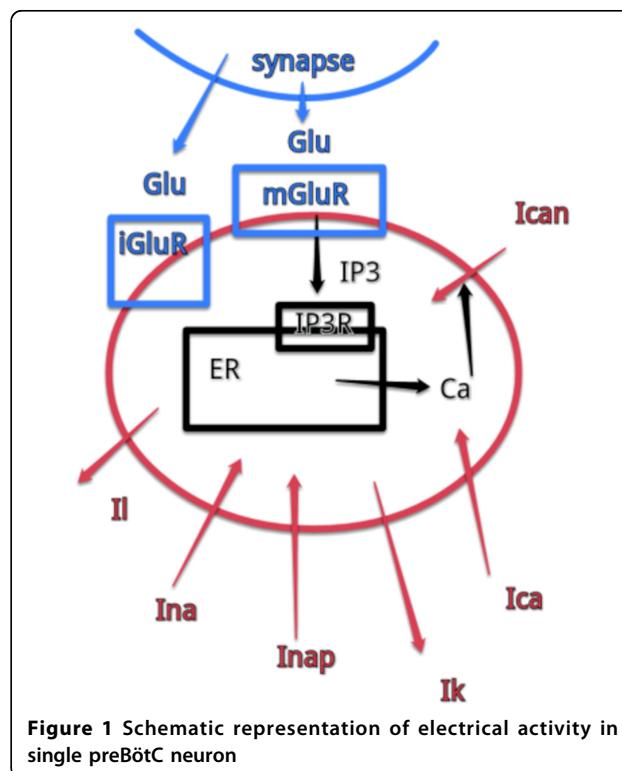 synapse
Glu
Glu
mGluR
iGluR
Ican
IP3
IP3R
ER
Ca
Il
Ina
Ica
Inap
Ik
Figure 1 Schematic representation of electrical activity in
single preBötC neuron